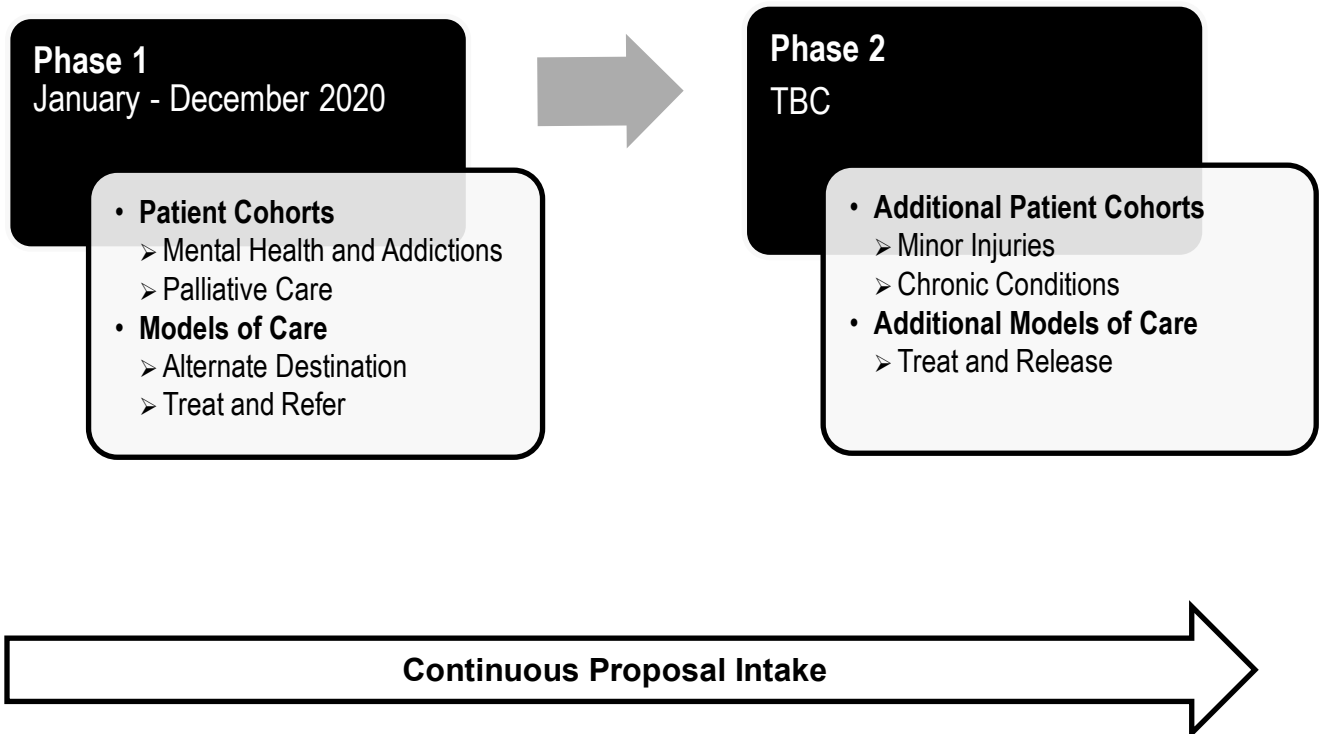 Phase 1
January - December 2020
• Patient Cohorts
➢ Mental Health and Addictions
➢ Palliative Care
• Models of Care
➢ Alternate Destination
➢ Treat and Refer
Phase 2
TBC
• Additional Patient Cohorts
➢ Minor Injuries
➢ Chronic Conditions
• Additional Models of Care
➢ Treat and Release
Continuous Proposal Intake